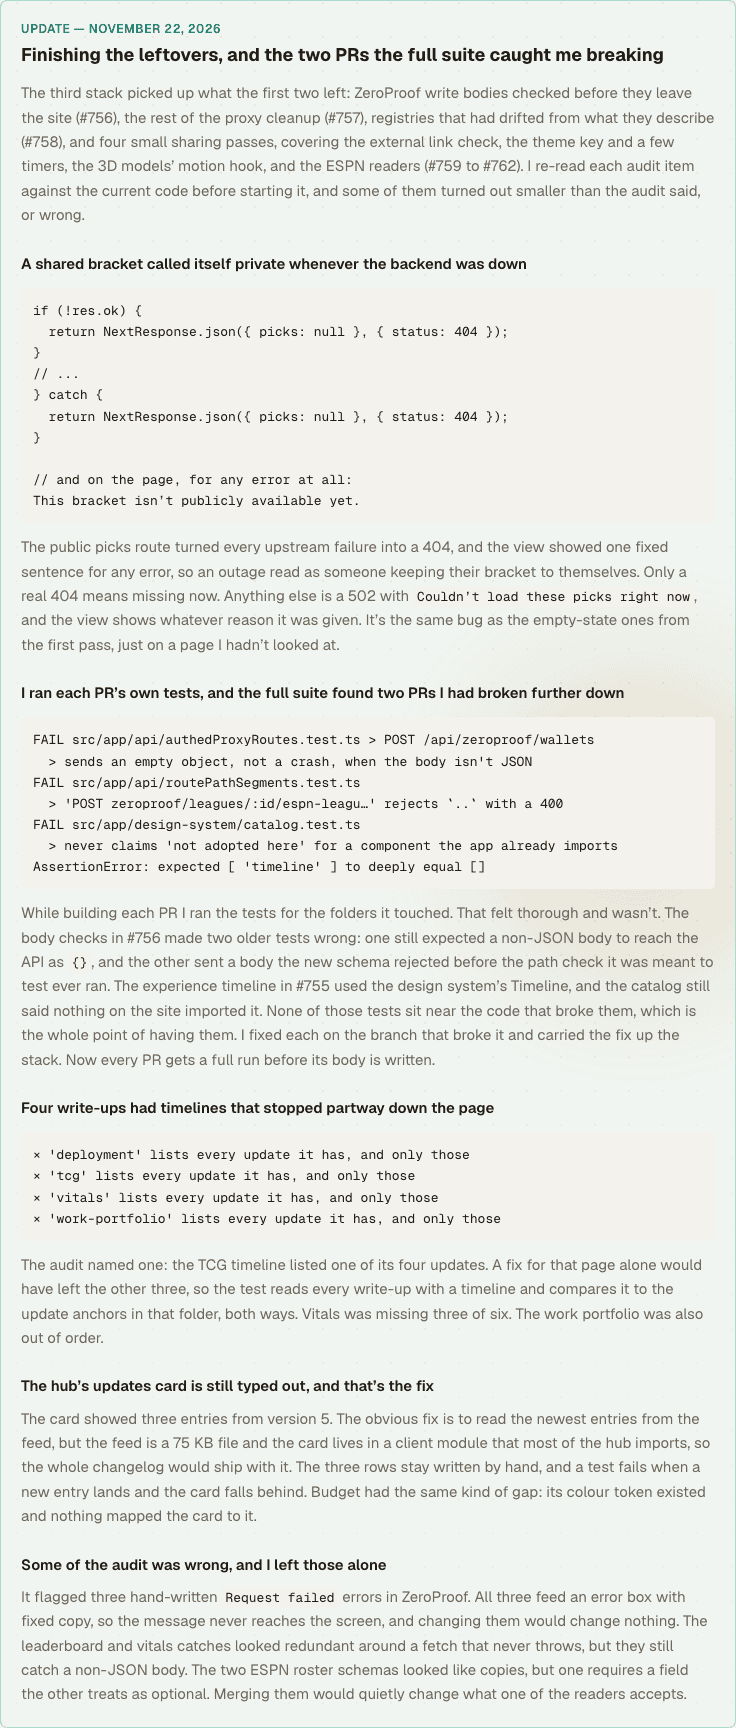 UPDATE — NOVEMBER 22, 2026
Finishing the leftovers, and the two PRs the full suite caught me breaking
The third stack picked up what the first two left: ZeroProof write bodies checked before they leave
the site (#756), the rest of the proxy cleanup (#757), registries that had drifted from what they describe
(#758), and four small sharing passes, covering the external link check, the theme key and a few
timers, the 3D models’ motion hook, and the ESPN readers (#759 to #762). I re-read each audit item
against the current code before starting it, and some of them turned out smaller than the audit said,
or wrong.
A shared bracket called itself private whenever the backend was down
if (!res.ok) {
  return NextResponse.json({ picks: null }, { status: 404 });
}
// ...
} catch {
  return NextResponse.json({ picks: null }, { status: 404 });
}
// and on the page, for any error at all:
This bracket isn’t publicly available yet.
The public picks route turned every upstream failure into a 404, and the view showed one fixed
sentence for any error, so an outage read as someone keeping their bracket to themselves. Only a
real 404 means missing now. Anything else is a 502 with Couldn’t load these picks right now,
and the view shows whatever reason it was given. It’s the same bug as the empty-state ones from
the first pass, just on a page I hadn’t looked at.
I ran each PR’s own tests, and the full suite found two PRs I had broken further down
FAIL src/app/api/authedProxyRoutes.test.ts > POST /api/zeroproof/wallets
  > sends an empty object, not a crash, when the body isn't JSON
FAIL src/app/api/routePathSegments.test.ts
  > 'POST zeroproof/leagues/:id/espn-leagu…' rejects `..` with a 400
FAIL src/app/design-system/catalog.test.ts
  > never claims 'not adopted here' for a component the app already imports
AssertionError: expected [ 'timeline' ] to deeply equal []
While building each PR I ran the tests for the folders it touched. That felt thorough and wasn’t. The
body checks in #756 made two older tests wrong: one still expected a non-JSON body to reach the
API as {}, and the other sent a body the new schema rejected before the path check it was meant to
test ever ran. The experience timeline in #755 used the design system’s Timeline, and the catalog still
said nothing on the site imported it. None of those tests sit near the code that broke them, which is
the whole point of having them. I fixed each on the branch that broke it and carried the fix up the
stack. Now every PR gets a full run before its body is written.
Four write-ups had timelines that stopped partway down the page
× 'deployment' lists every update it has, and only those
× 'tcg' lists every update it has, and only those
× 'vitals' lists every update it has, and only those
× 'work-portfolio' lists every update it has, and only those
The audit named one: the TCG timeline listed one of its four updates. A fix for that page alone would
have left the other three, so the test reads every write-up with a timeline and compares it to the
update anchors in that folder, both ways. Vitals was missing three of six. The work portfolio was also
out of order.
The hub’s updates card is still typed out, and that’s the fix
The card showed three entries from version 5. The obvious fix is to read the newest entries from the
feed, but the feed is a 75 KB file and the card lives in a client module that most of the hub imports, so
the whole changelog would ship with it. The three rows stay written by hand, and a test fails when a
new entry lands and the card falls behind. Budget had the same kind of gap: its colour token existed
and nothing mapped the card to it.
Some of the audit was wrong, and I left those alone
It flagged three hand-written Request failed errors in ZeroProof. All three feed an error box with
fixed copy, so the message never reaches the screen, and changing them would change nothing. The
leaderboard and vitals catches looked redundant around a fetch that never throws, but they still
catch a non-JSON body. The two ESPN roster schemas looked like copies, but one requires a field
the other treats as optional. Merging them would quietly change what one of the readers accepts.